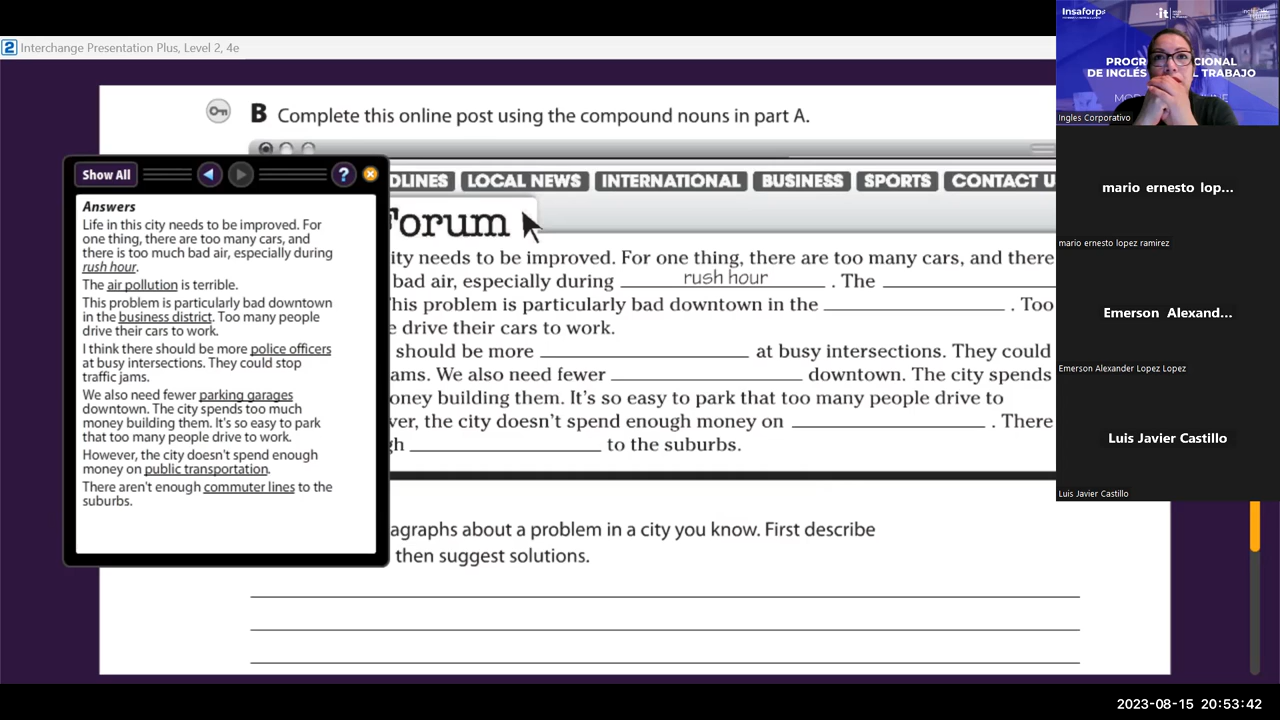 Interchange Presentation Plus, Level 2, 4e
B Complete this online post using the compound nouns in part A.
DLINES LOCAL NEWS INTERNATIONAL BUSINESS SPORTS CONTACT U
Forum
ity needs to be improved. For one thing, there are too many cars, and there
bad air, especially during rush hour . The
his problem is particularly bad downtown in the . Too
e drive their cars to work.
should be more at busy intersections. They could
ams. We also need fewer downtown. The city spends
oney building them. It's so easy to park that too many people drive to
ver, the city doesn't spend enough money on . There
gh to the suburbs.
agraphs about a problem in a city you know. First describe
then suggest solutions.
Show All
?
Answers
Life in this city needs to be improved. For
one thing, there are too many cars, and
there is too much bad air, especially during
rush hour.
The air pollution is terrible.
This problem is particularly bad downtown
in the business district. Too many people
drive their cars to work.
I think there should be more police officers
at busy intersections. They could stop
traffic jams.
We also need fewer parking garages
downtown. The city spends too much
money building them. It's so easy to park
that too many people drive to work.
However, the city doesn't spend enough
money on public transportation.
There aren't enough commuter lines to the
suburbs.
Insaforp
it
PROGR CIONAL
DE INGLÉS L TRABAJO
Ingles Corporativo
mario ernesto lop...
mario ernesto lopez ramirez
Emerson Alexand...
Emerson Alexander Lopez Lopez
Luis Javier Castillo
Luis Javier Castillo
2023-08-15 20:53:42